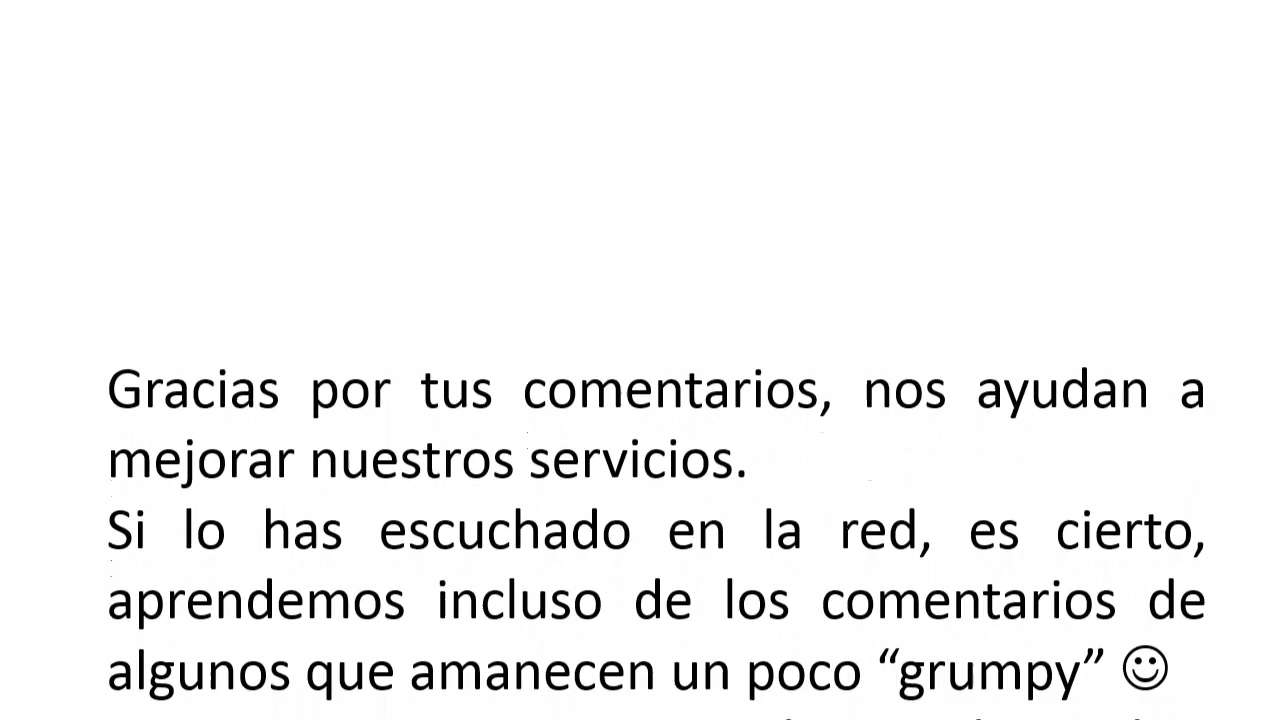 Gracias por tus comentarios, nos ayudan a
mejorar nuestros servicios.
Si lo has escuchado en la red, es cierto,
aprendemos incluso de los comentarios de
algunos que amanecen un poco “grumpy” ☺